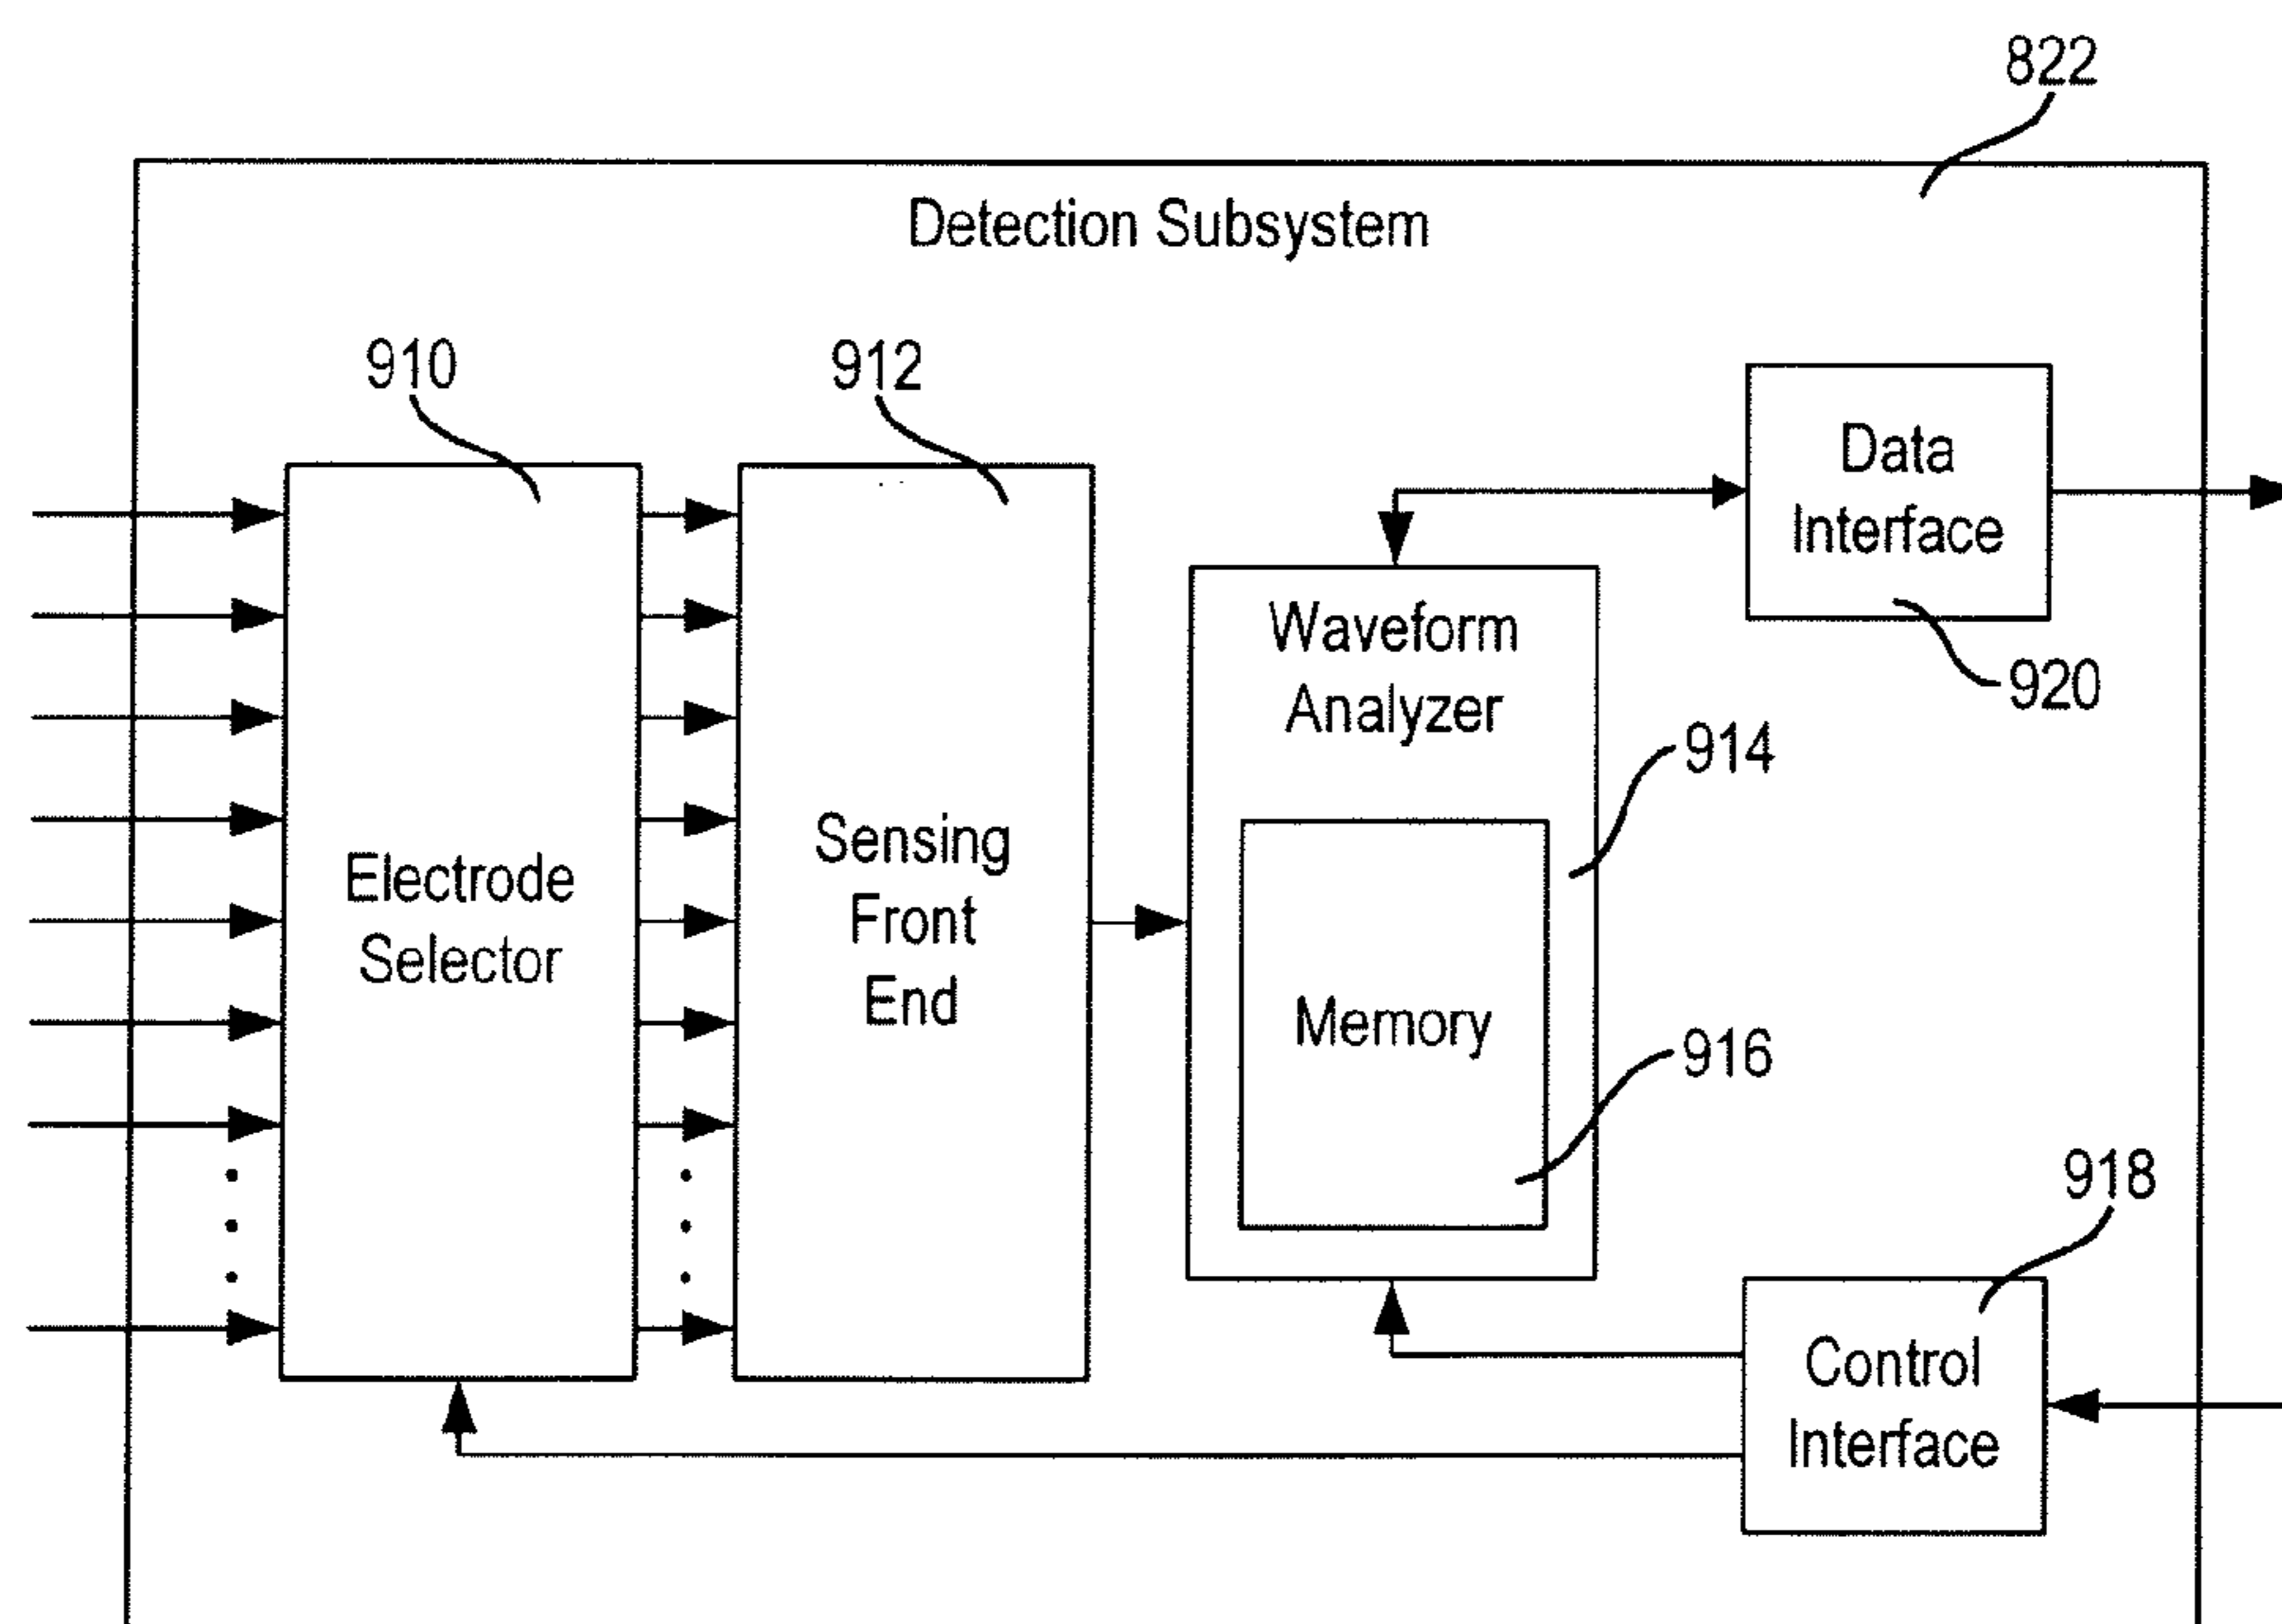 822
Detection Subsystem
910
912
Data
Interface
920
Waveform
Analyzer
914
Electrode
Selector
Sensing
Front
End
Memory
916
918
Control
Interface